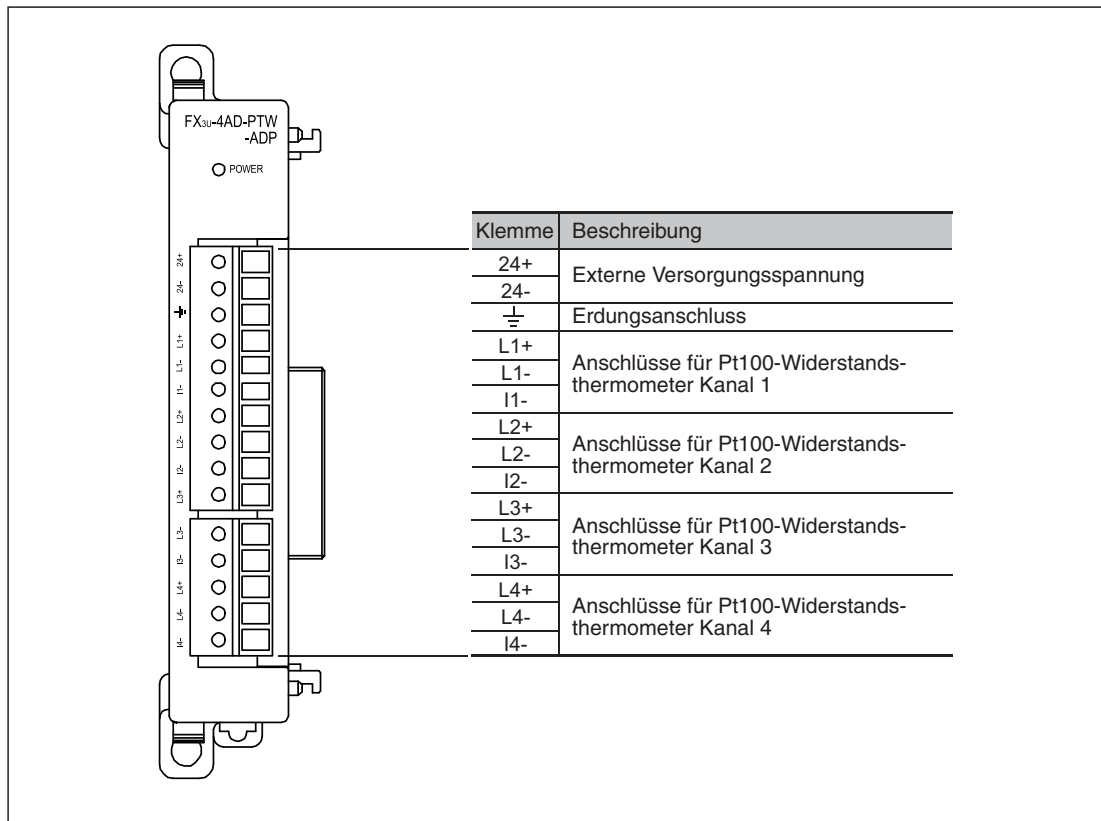 FX3U-4AD-PTW
-ADP
POWER
24+
24-
⏚
L1+
L1-
I1-
L2+
L2-
I2-
L3+
L3-
I3-
L4+
L4-
I4-
Klemme Beschreibung
24+
24-
Externe Versorgungsspannung
⏚ Erdungsanschluss
L1+
L1-
I1-
Anschlüsse für Pt100-Widerstands-
thermometer Kanal 1
L2+
L2-
I2-
Anschlüsse für Pt100-Widerstands-
thermometer Kanal 2
L3+
L3-
I3-
Anschlüsse für Pt100-Widerstands-
thermometer Kanal 3
L4+
L4-
I4-
Anschlüsse für Pt100-Widerstands-
thermometer Kanal 4